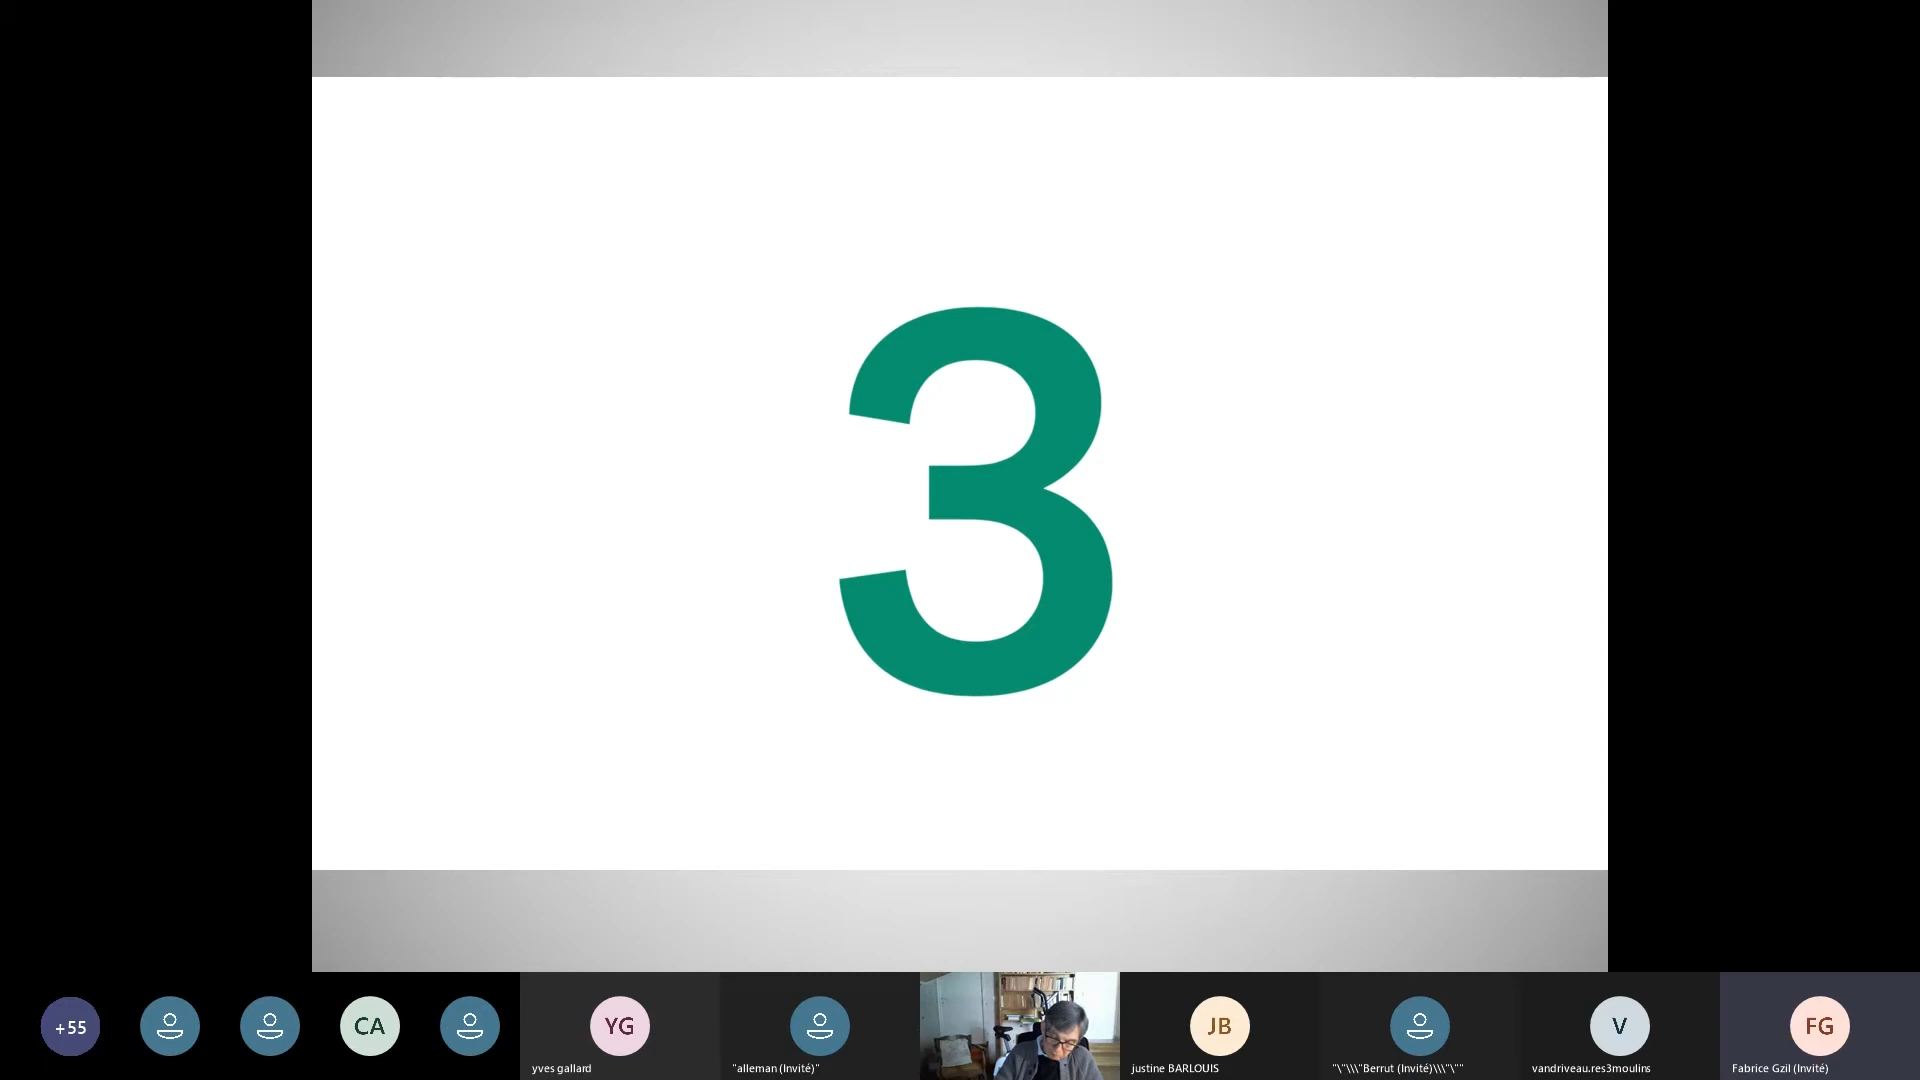 3
+55
CA
YG
JB
V
FG
yves gallard
"alleman (Invité)"
justine BARLOUIS
"\"\\\"Berrut (Invité)\\\"\""
vandriveau.res3moulins
Fabrice Gzil (Invité)